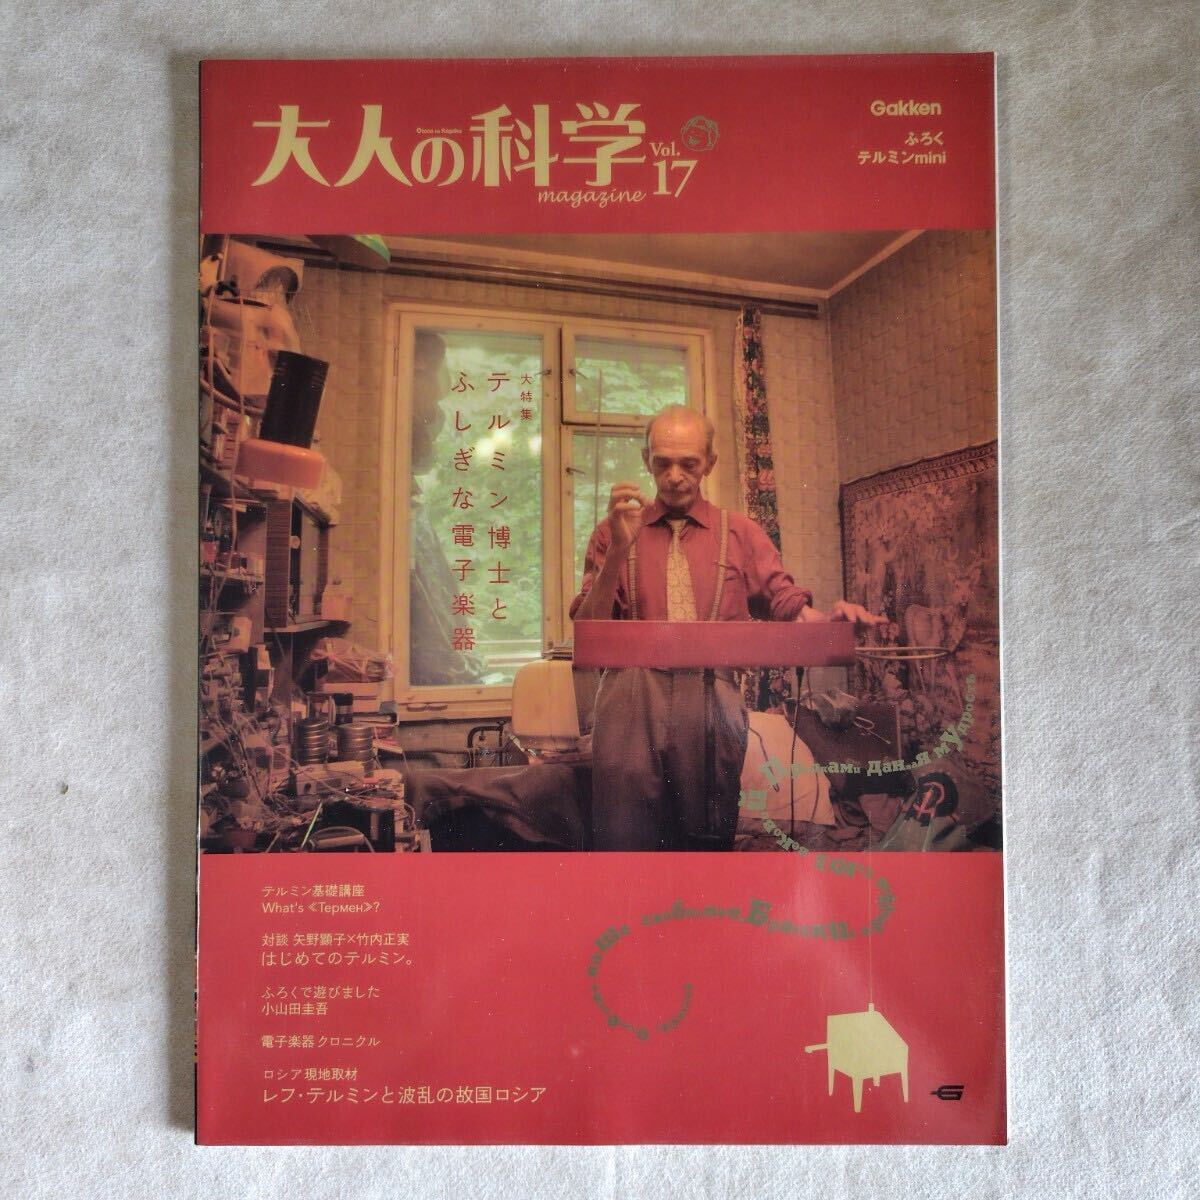 大人の科学
Otona no Kagaku
magazine
Vol.
17
Gakken
ふろく
テルミンmini
大特集
テルミン博士と
ふしぎな電子楽器
テルミン基礎講座
What's 《Термен》?
対談 矢野顕子×竹内正実
はじめてのテルミン。
ふろくで遊びました
小山田圭吾
電子楽器クロニクル
ロシア現地取材
レフ・テルミンと波乱の故国ロシア